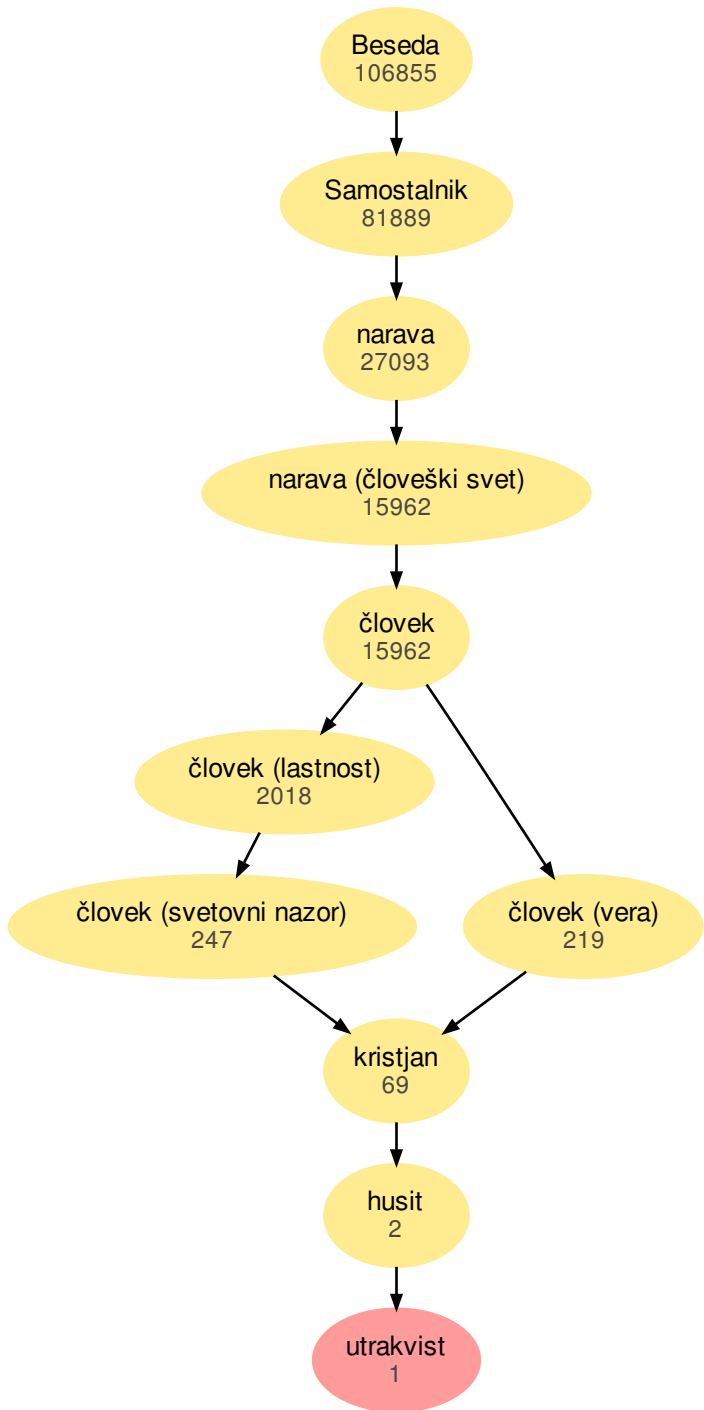 Beseda
106855
Samostalnik
81889
narava
27093
narava (človeški svet)
15962
človek
15962
človek (lastnost)
2018
človek (svetovni nazor)
247
človek (vera)
219
kristjan
69
husit
2
utrakvist
1